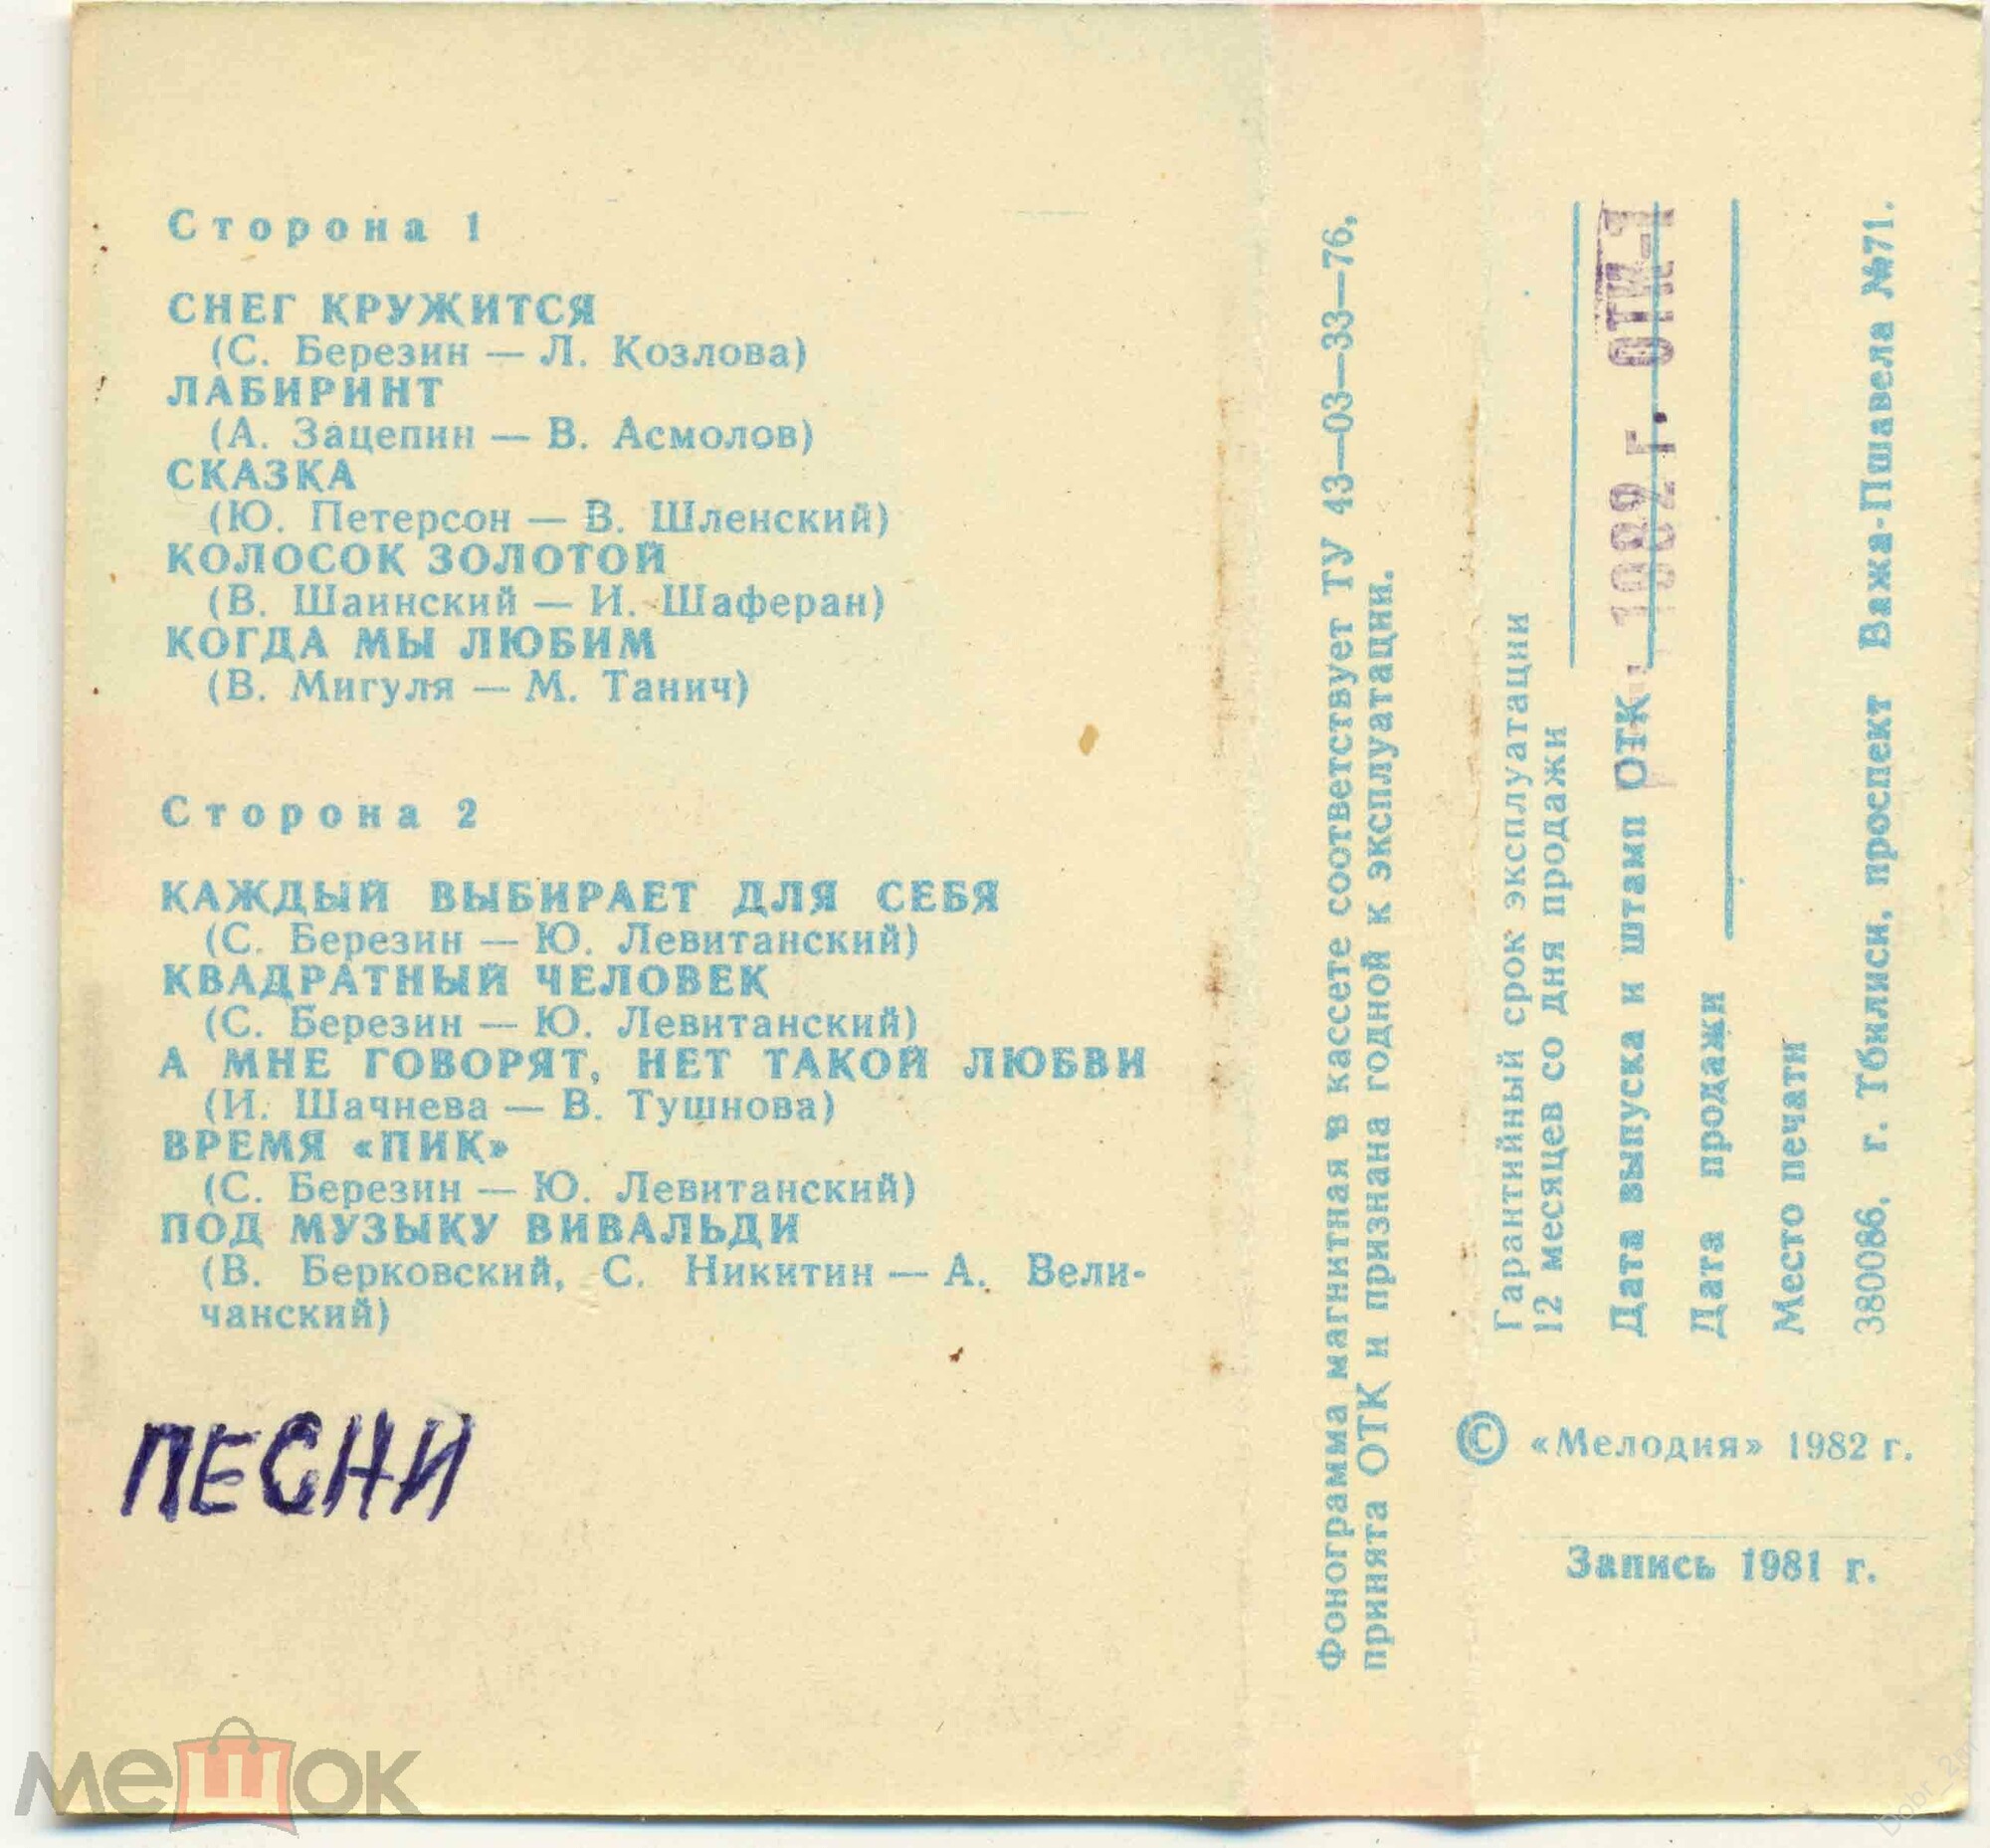 Сторона 1
СНЕГ КРУЖИТСЯ
(С. Березин — Л. Козлова)
ЛАБИРИНТ
(А. Зацепин — В. Асмолов)
СКАЗКА
(Ю. Петерсон — В. Шленский)
КОЛОСОК ЗОЛОТОЙ
(В. Шаинский — И. Шаферан)
КОГДА МЫ ЛЮБИМ
(В. Мигуля — М. Танич)
Сторона 2
КАЖДЫЙ ВЫБИРАЕТ ДЛЯ СЕБЯ
(С. Березин — Ю. Левитанский)
КВАДРАТНЫЙ ЧЕЛОВЕК
(С. Березин — Ю. Левитанский)
А МНЕ ГОВОРЯТ, НЕТ ТАКОЙ ЛЮБВИ
(И. Шачнева — В. Тушнова)
ВРЕМЯ «ПИК»
(С. Березин — Ю. Левитанский)
ПОД МУЗЫКУ ВИВАЛЬДИ
(В. Берковский, С. Никитин — А. Вели-
чанский)
ПЕСНИ
Фонограмма магнитная в кассете соответствует ТУ 43—03—33—76,
принята ОТК и признана годной к эксплуатации.
Гарантийный срок эксплуатации
12 месяцев со дня продажи
Дата выпуска и штамп ОТК 1982 г. ОТК-1
Дата продажи
Место печати
380086, г. Тбилиси, проспект Важа-Пшавела №71.
© «Мелодия» 1982 г.
Запись 1981 г.
мешок